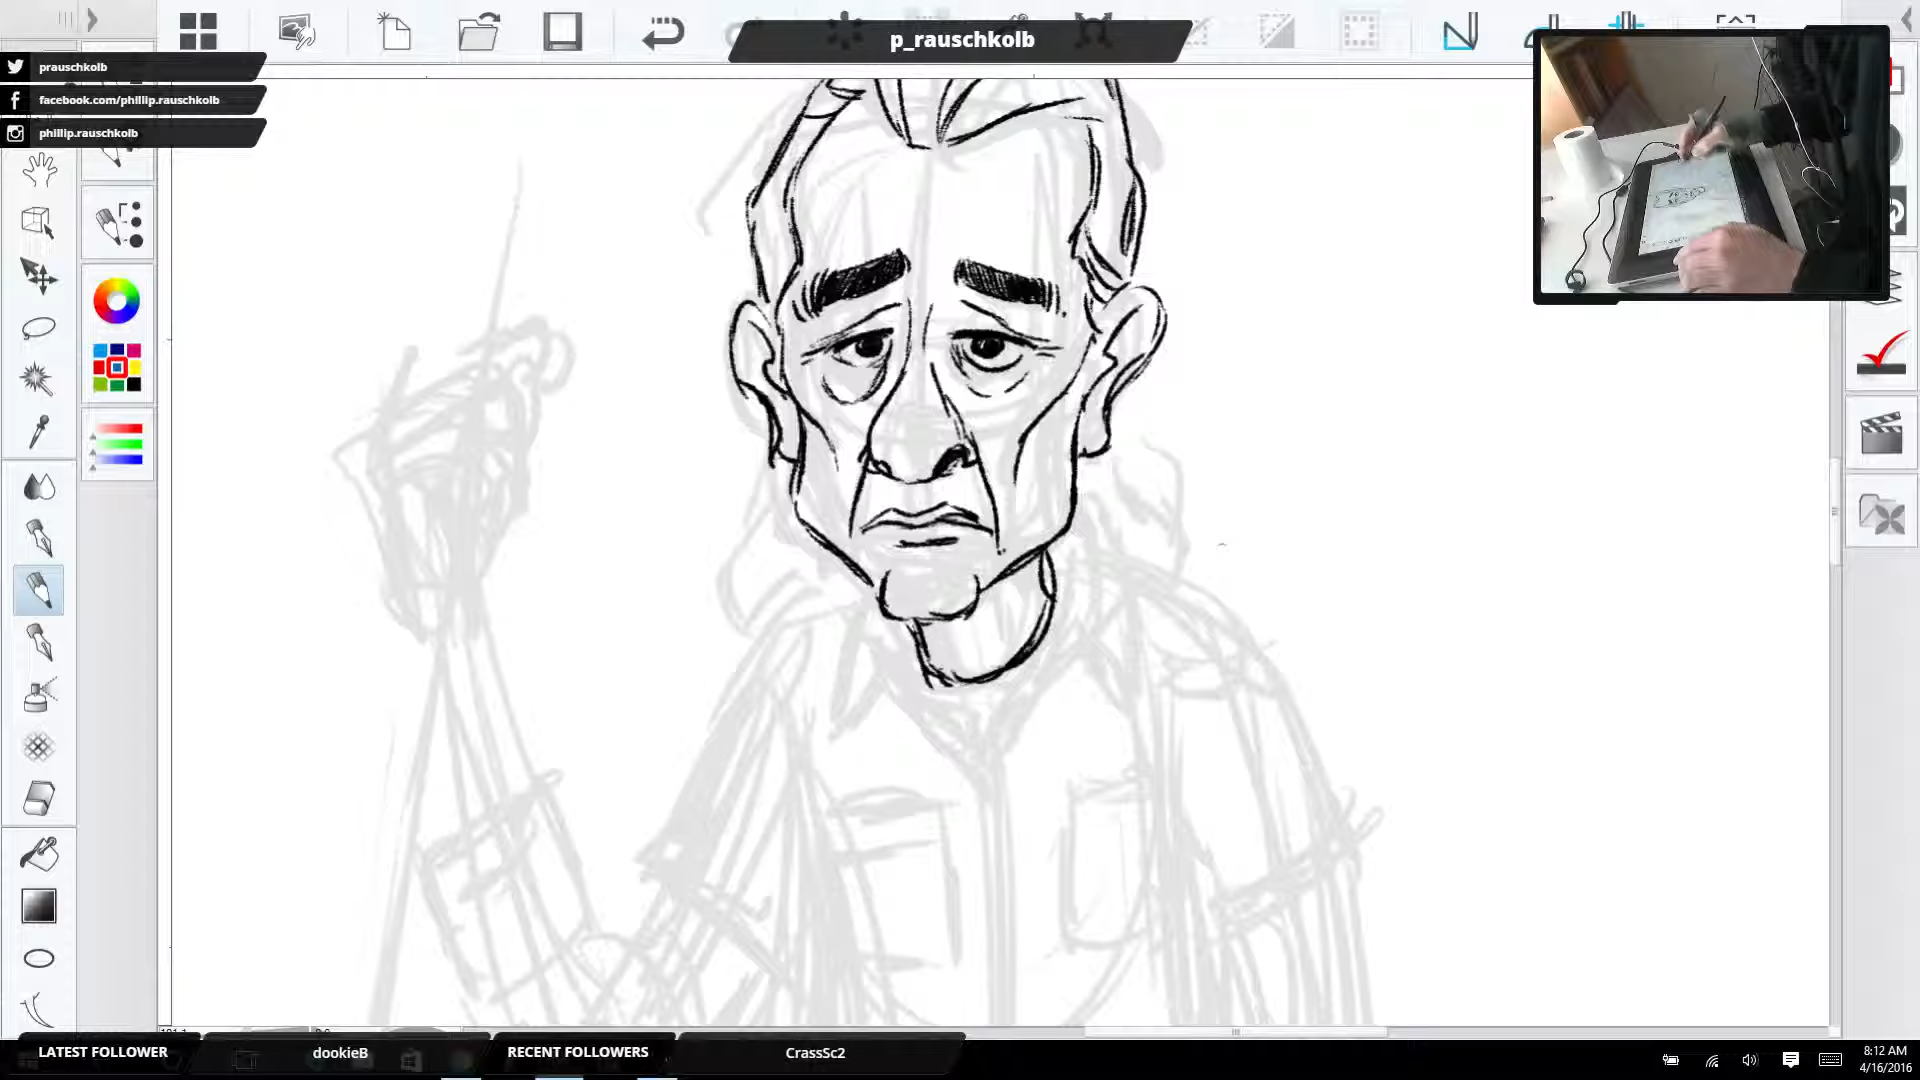 p_rauschkolb
prauschkolb
facebook.com/phillip.rauschkolb
phillip.rauschkolb
LATEST FOLLOWER
dookieB
RECENT FOLLOWERS
CrassSc2
8:12 AM
4/16/2016